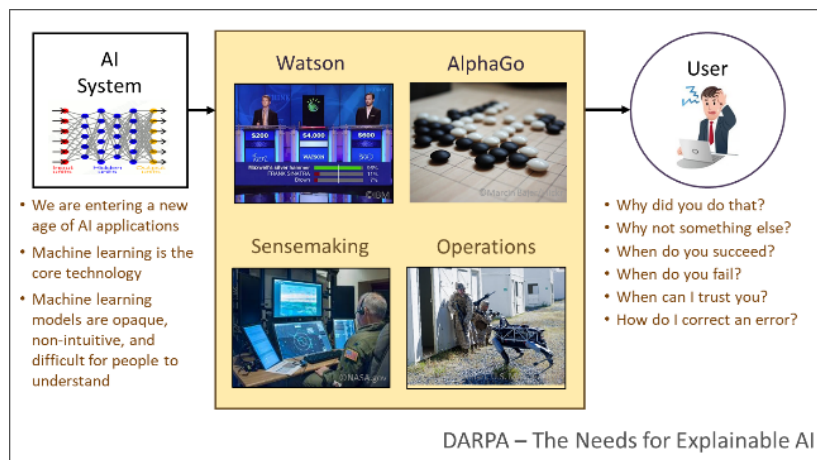 AI
System
Watson
AlphaGo
User
$200
$4,000
$600
WATSON
©IBM
• We are entering a new
age of AI applications
• Machine learning is the
core technology
• Machine learning
models are opaque,
non-intuitive, and
difficult for people to
understand
Sensemaking
Operations
©NASA.gov
• Why did you do that?
• Why not something else?
• When do you succeed?
• When do you fail?
• When can I trust you?
• How do I correct an error?
DARPA – The Needs for Explainable AI